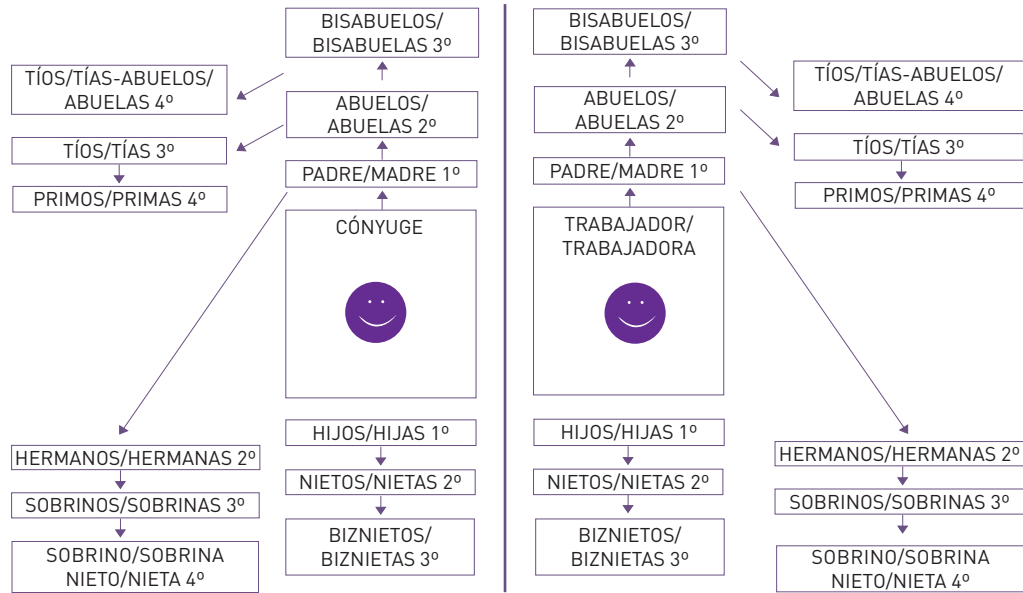 BISABUELOS/
BISABUELAS 3º
TÍOS/TÍAS-ABUELOS/
ABUELAS 4º
ABUELOS/
ABUELAS 2º
TÍOS/TÍAS 3º
PADRE/MADRE 1º
PRIMOS/PRIMAS 4º
CÓNYUGE
HIJOS/HIJAS 1º
HERMANOS/HERMANAS 2º
NIETOS/NIETAS 2º
SOBRINOS/SOBRINAS 3º
BIZNIETOS/
BIZNIETAS 3º
SOBRINO/SOBRINA
NIETO/NIETA 4º
BISABUELOS/
BISABUELAS 3º
TÍOS/TÍAS-ABUELOS/
ABUELAS 4º
ABUELOS/
ABUELAS 2º
TÍOS/TÍAS 3º
PADRE/MADRE 1º
PRIMOS/PRIMAS 4º
TRABAJADOR/
TRABAJADORA
HIJOS/HIJAS 1º
HERMANOS/HERMANAS 2º
NIETOS/NIETAS 2º
SOBRINOS/SOBRINAS 3º
BIZNIETOS/
BIZNIETAS 3º
SOBRINO/SOBRINA
NIETO/NIETA 4º